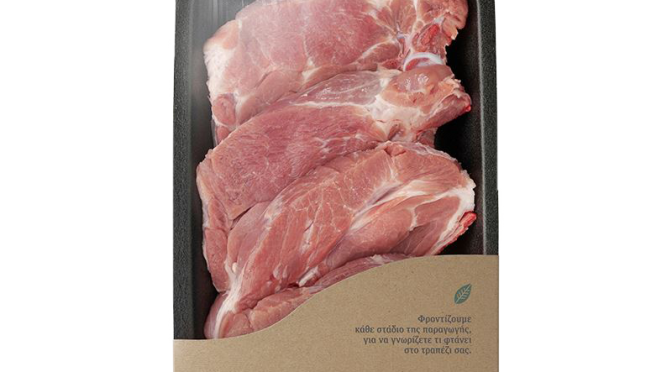 Φροντίζουμε
κάθε στάδιο της παραγωγής,
για να γνωρίζετε τι φτάνει
στο τραπέζι σας.